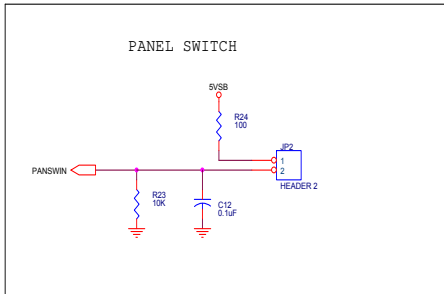 PANEL SWITCH
5VSB
R24
100
JP2
1
2
HEADER 2
PANSWIN
R23
10K
C12
0.1uF